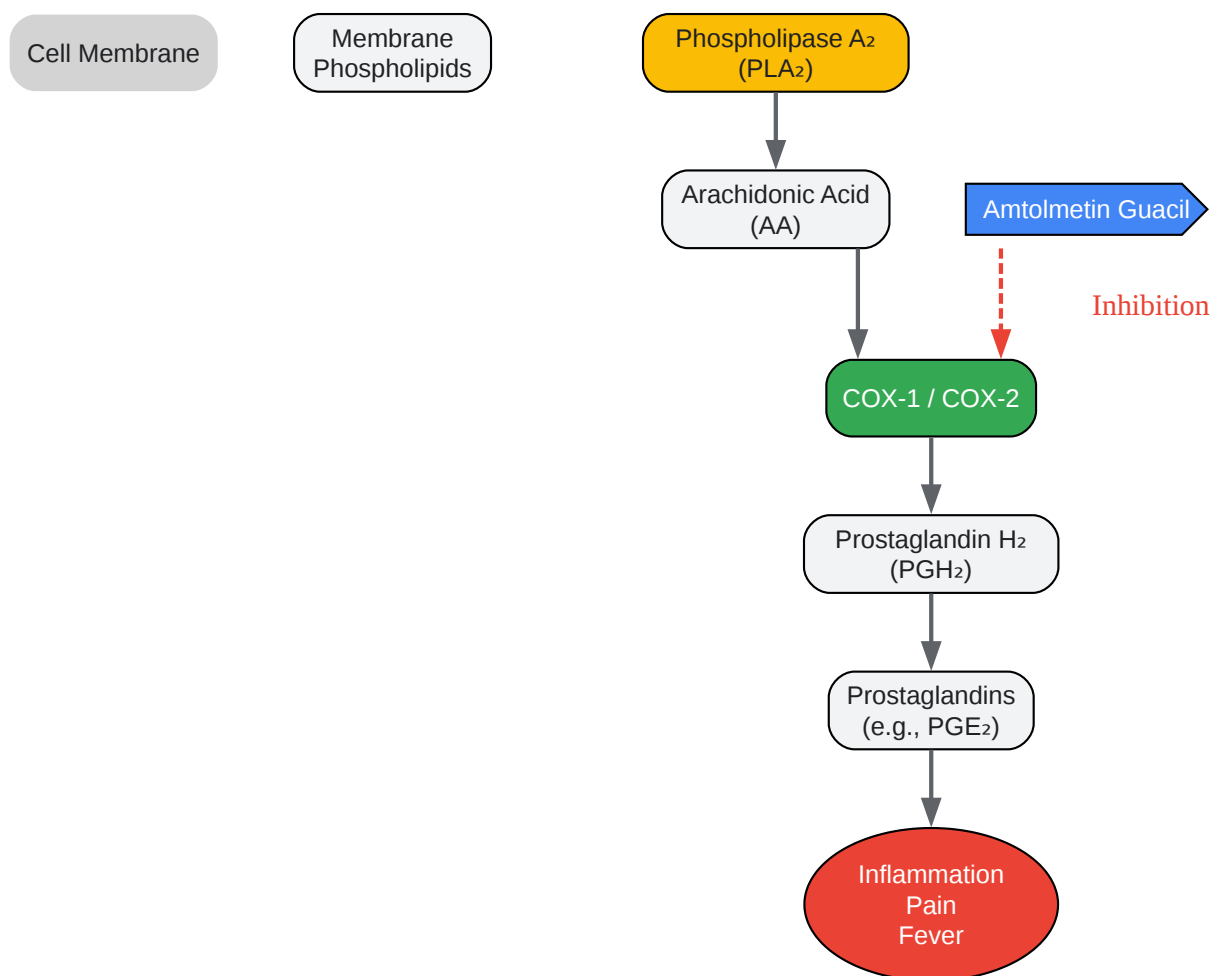 Cell Membrane
Membrane
Phospholipids
Phospholipase A₂
(PLA₂)
Arachidonic Acid
(AA)
Amtolmetin Guacil
Inhibition
COX-1 / COX-2
Prostaglandin H₂
(PGH₂)
Prostaglandins
(e.g., PGE₂)
Inflammation
Pain
Fever